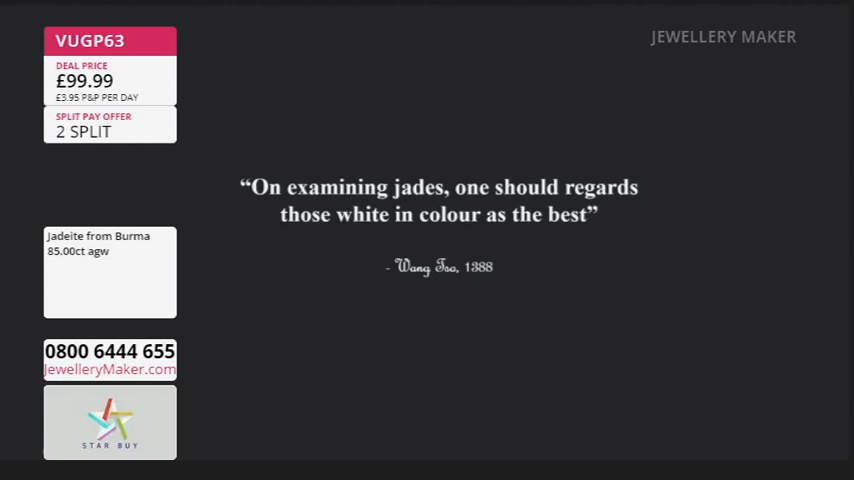 VUGP63
DEAL PRICE
£99.99
£3.95 P&P PER DAY
SPLIT PAY OFFER
2 SPLIT
JEWELLERY MAKER
“On examining jades, one should regards
those white in colour as the best”
- Wang Tso, 1388
Jadeite from Burma
85.00ct agw
0800 6444 655
JewelleryMaker.com
STAR BUY